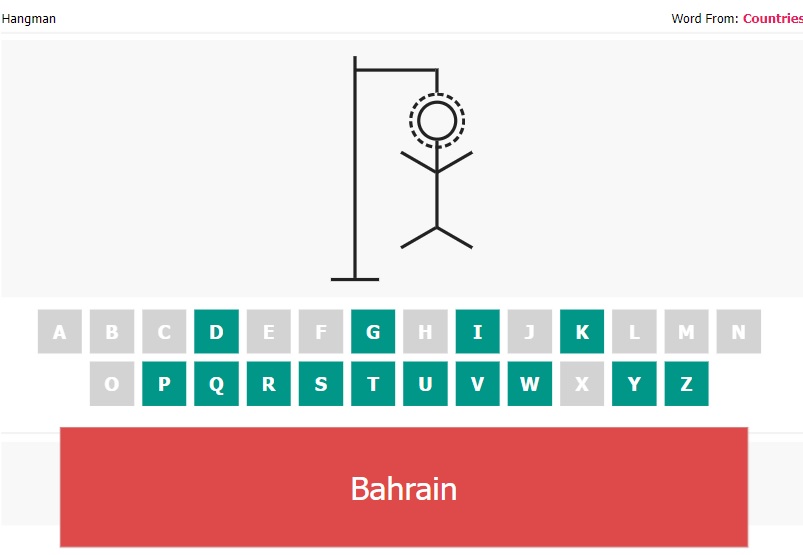 Hangman Word From: Countries
A B C D E F G H I J K L M N
O P Q R S T U V W X Y Z
Bahrain